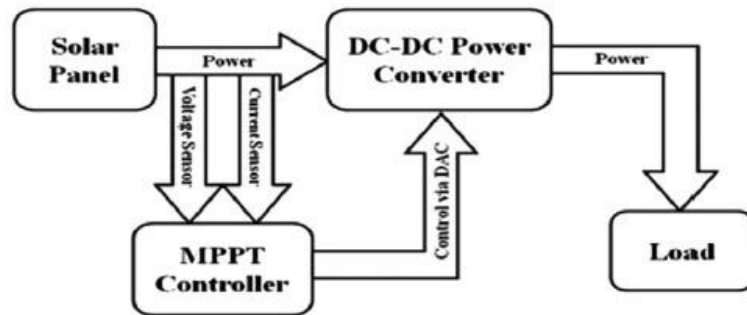 Solar
Panel
Power
DC-DC Power
Converter
Power
Voltage Sensor
Current Sensor
Control via DAC
MPPT
Controller
Load